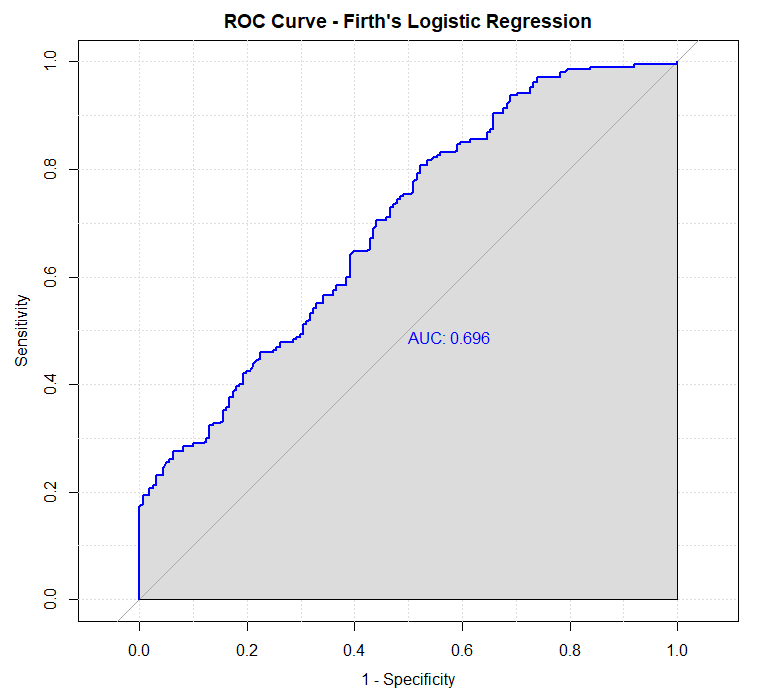 ROC Curve - Firth's Logistic Regression
Sensitivity
1.0
0.8
0.6
0.4
0.2
0.0
AUC: 0.696
0.0 0.2 0.4 0.6 0.8 1.0
1 - Specificity